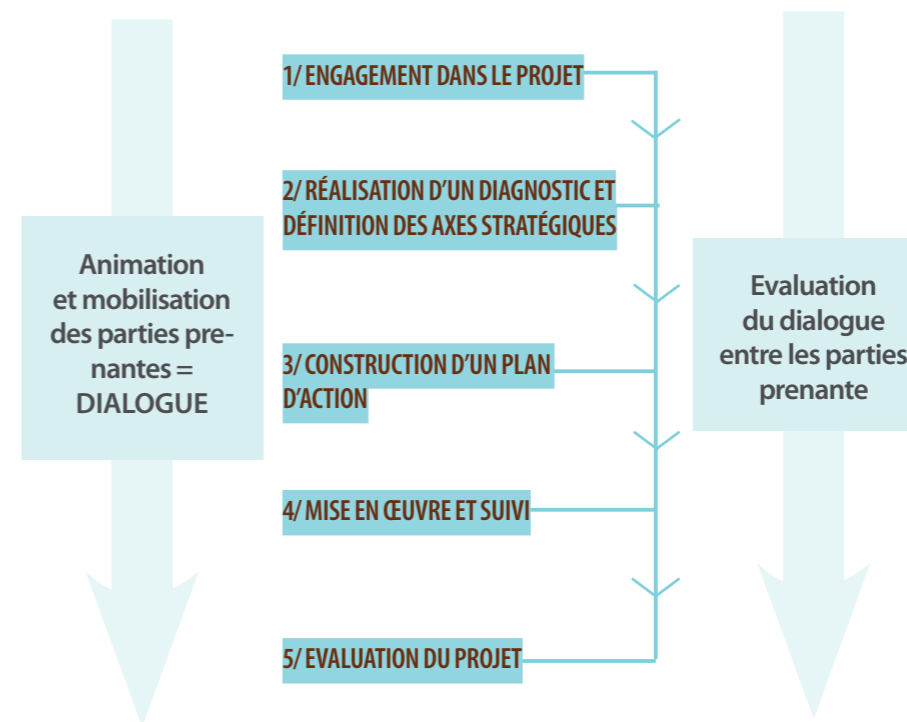 1/ ENGAGEMENT DANS LE PROJET
2/ RÉALISATION D'UN DIAGNOSTIC ET
DÉFINITION DES AXES STRATÉGIQUES
Animation
et mobilisation
des parties pre-
nantes =
DIALOGUE
Evaluation
du dialogue
entre les parties
prenante
3/ CONSTRUCTION D'UN PLAN
D'ACTION
4/ MISE EN ŒUVRE ET SUIVI
5/ EVALUATION DU PROJET